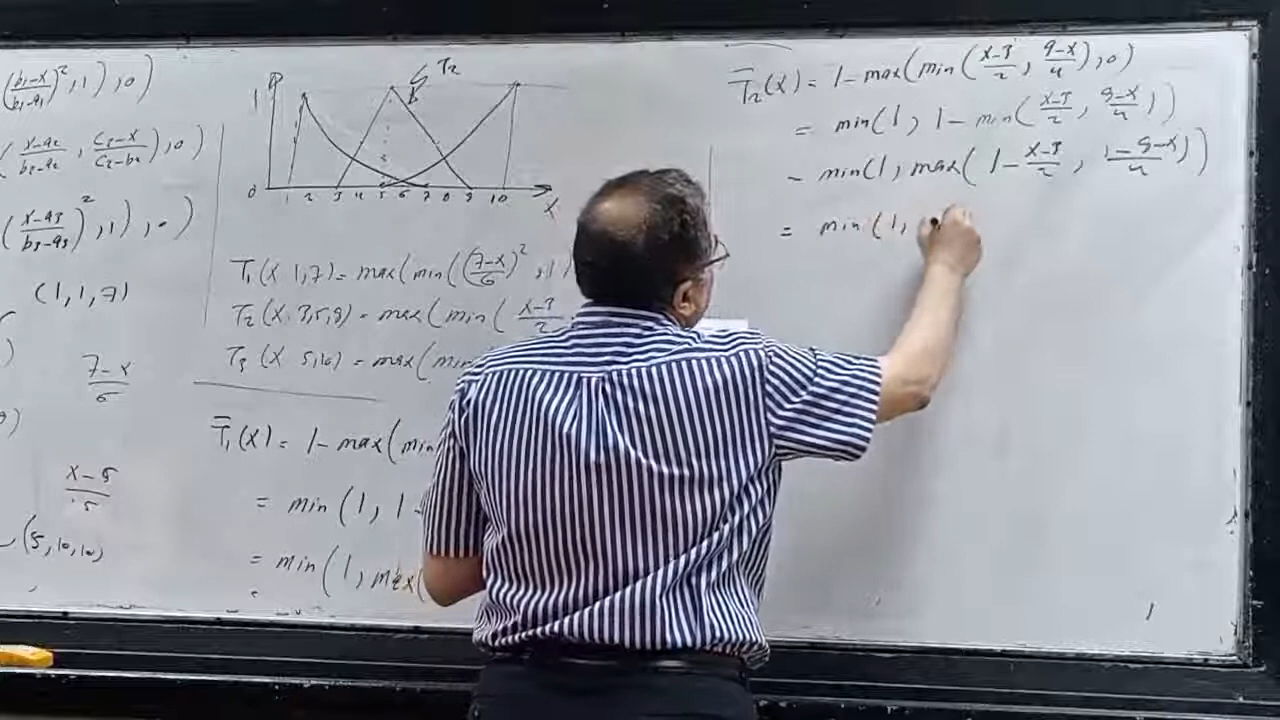 (b₁-x / b₁-a₁)², 1), 0)
(x-a₂ / b₂-a₂, c₂-x / c₂-b₂), 0)
(x-a₃ / b₃-a₃)², 1), 0)
(1,1,7)
7-x / 6
x-5 / 5
(5,10,10)
T₂
1
0 1 2 3 4 5 6 7 8 9 10
x
T₁(x 1,7) = max(min((7-x / 6)², 1)
T₂(x 3,5,9) = max(min(x-3 / 2
T₃(x 5,10) = max(min
T̄₁(x) = 1-max(min
= min(1, 1-
= min(1, max(
T̄₂(x) = 1-max(min(x-3 / 2, 9-x / 4), 0)
= min(1, 1-min(x-3 / 2, 9-x / 4))
= min(1, max(1-x-3 / 2, 1-9-x / 4))
= min(1,